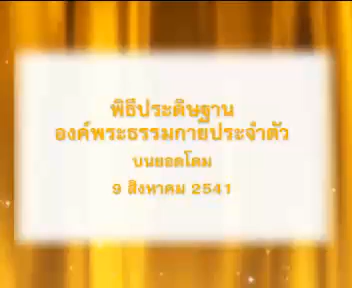 พิธีประดิษฐาน
องค์พระธรรมกายประจำตัว
บนยอดโดม
9 สิงหาคม 2541